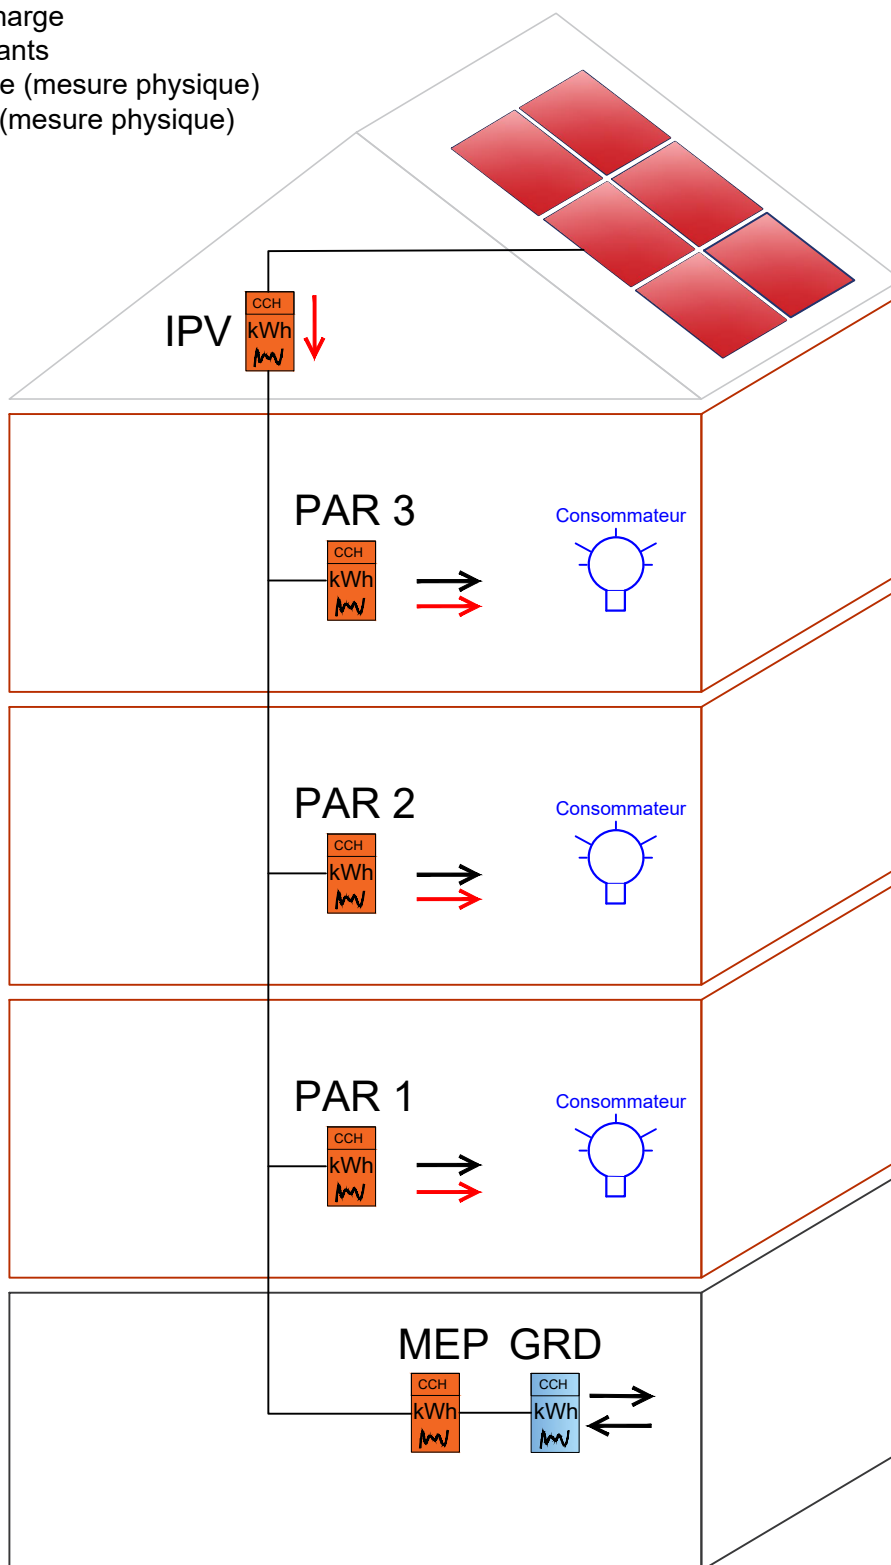 ants
e (mesure physique)
(mesure physique)
CCH
IPV
kWh
PAR 3
Consommateur
CCH
kWh
PAR 2
Consommateur
CCH
kWh
PAR 1
Consommateur
CCH
kWh
MEP GRD
CCH CCH
kWh kWh